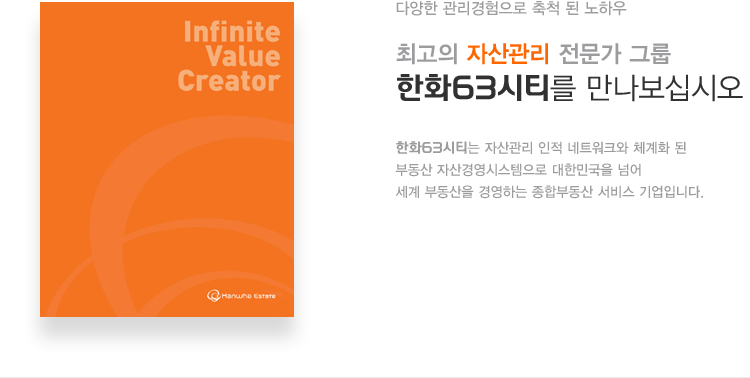 Infinite
Value
Creator
Hanwha Estate
다양한 관리경험으로 축척 된 노하우
최고의 자산관리 전문가 그룹
한화63시티를 만나보십시오
한화63시티는 자산관리 인적 네트워크와 체계화 된
부동산 자산경영시스템으로 대한민국을 넘어
세계 부동산을 경영하는 종합부동산 서비스 기업입니다.